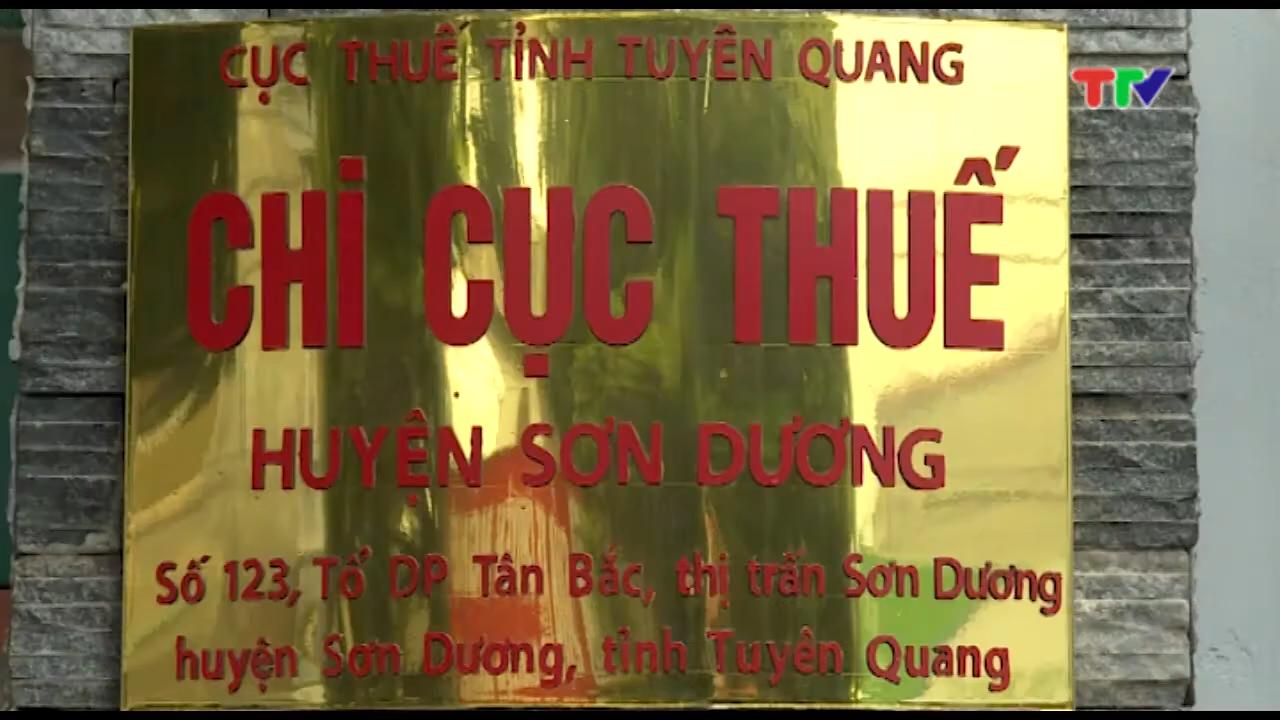 CỤC THUẾ TỈNH TUYÊN QUANG
TTV
CHI CỤC THUẾ
HUYỆN SƠN DƯƠNG
Số 123, Tổ DP Tân Bắc, thị trấn Sơn Dương
huyện Sơn Dương, tỉnh Tuyên Quang